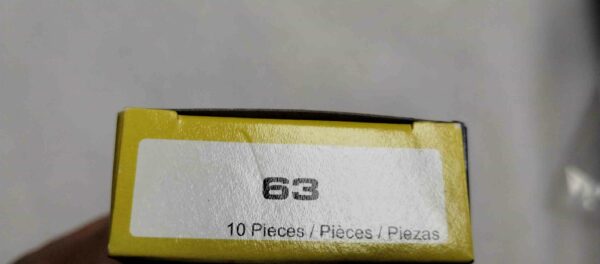 63
10 Pieces / Pièces / Piezas